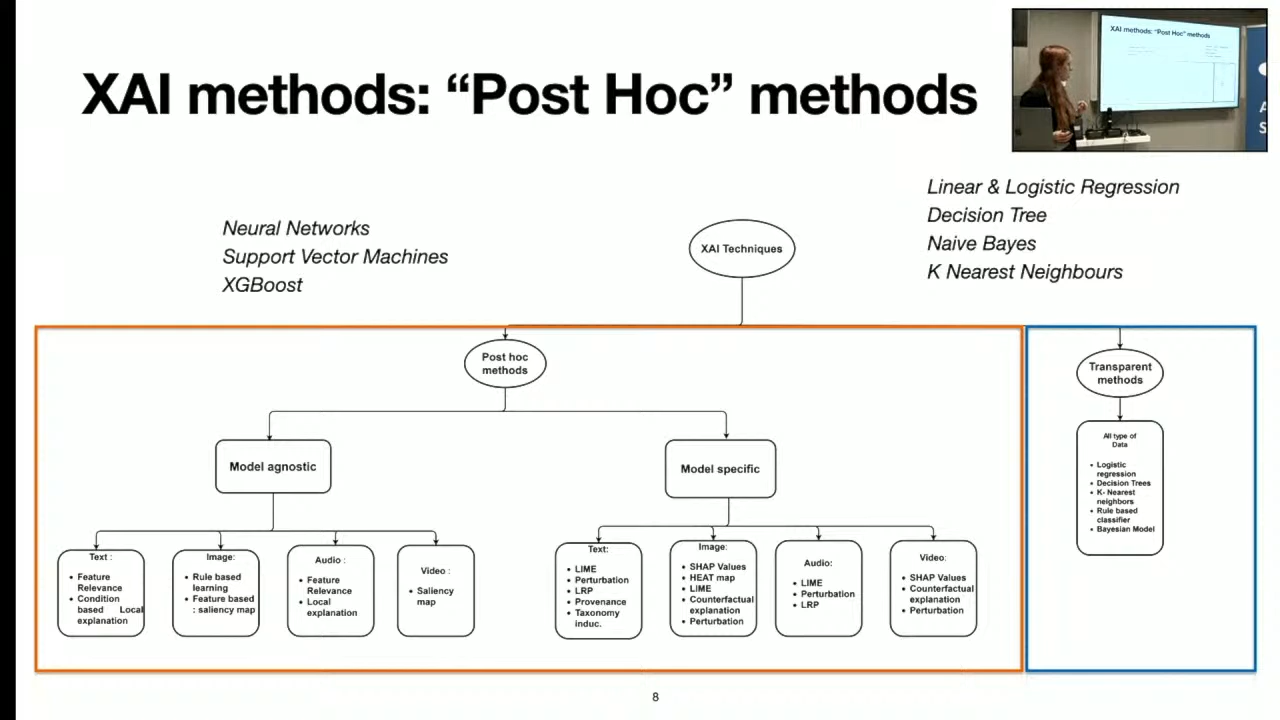 XAI methods: “Post Hoc” methods
XAI methods: “Post Hoc” methods
A
S
Neural Networks
Support Vector Machines
XGBoost
Linear & Logistic Regression
Decision Tree
Naive Bayes
K Nearest Neighbours
XAI Techniques
Post hoc
methods
Transparent
methods
Model agnostic
Model specific
All type of
Data
• Logistic
regression
• Decision Trees
• K- Nearest
neighbors
• Rule based
classifier
• Bayesian Model
Text :
• Feature
Relevance
• Condition
based Local
explanation
Image:
• Rule based
learning
• Feature based
: saliency map
Audio :
• Feature
Relevance
• Local
explanation
Video :
• Saliency
map
Text:
• LIME
• Perturbation
• LRP
• Provenance
• Taxonomy
induc.
Image:
• SHAP Values
• HEAT map
• LIME
• Counterfactual
explanation
• Perturbation
Audio:
• LIME
• Perturbation
• LRP
Video:
• SHAP Values
• Counterfactual
explanation
• Perturbation
8